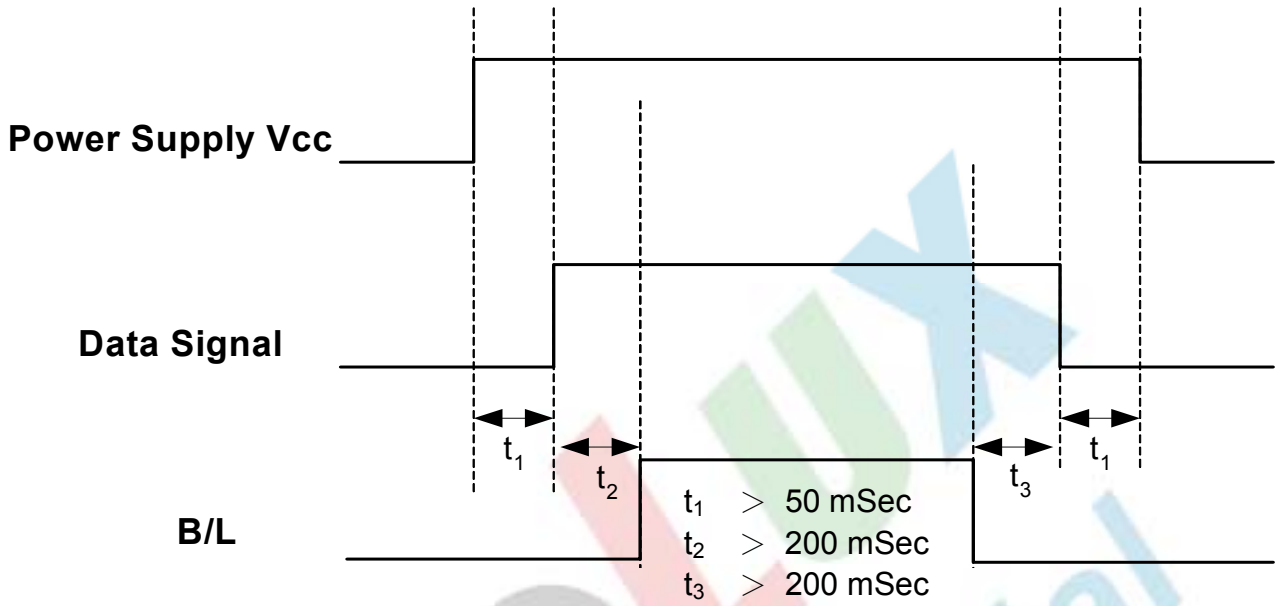 Power Supply Vcc
Data Signal
t1
t2
t3
t1
B/L
t1 > 50 mSec
t2 > 200 mSec
t3 > 200 mSec